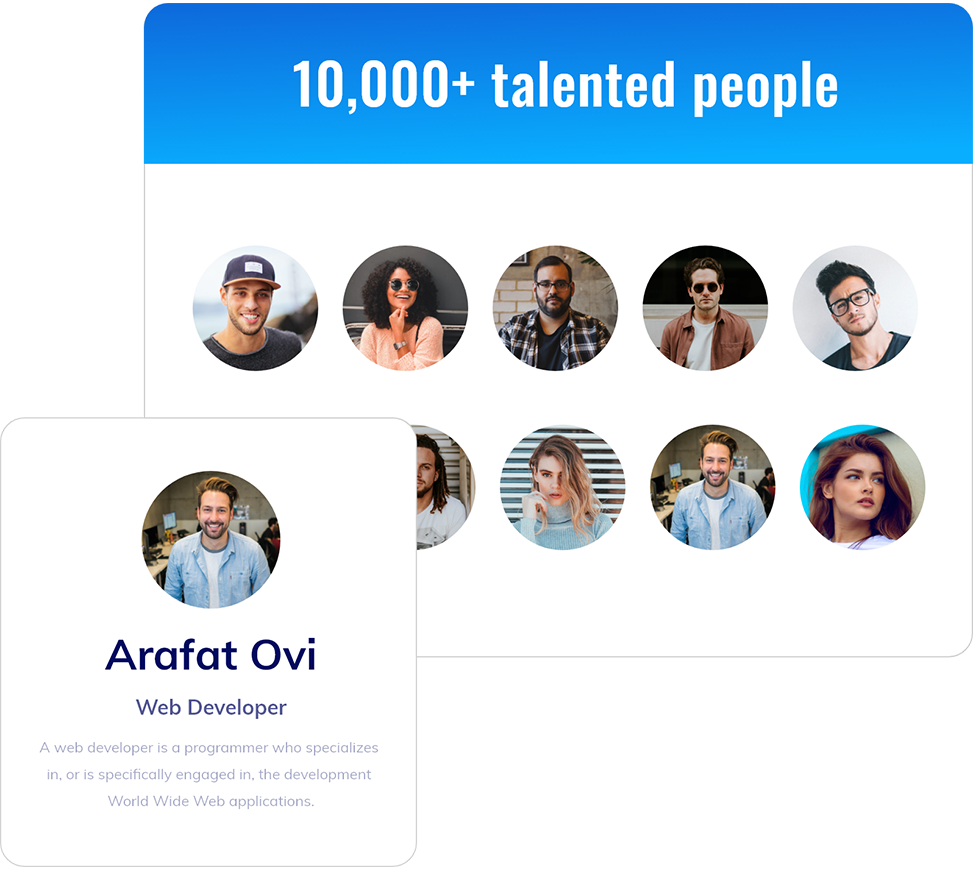 10,000+ talented people
Arafat Ovi
Web Developer
A web developer is a programmer who specializes
in, or is specifically engaged in, the development
World Wide Web applications.